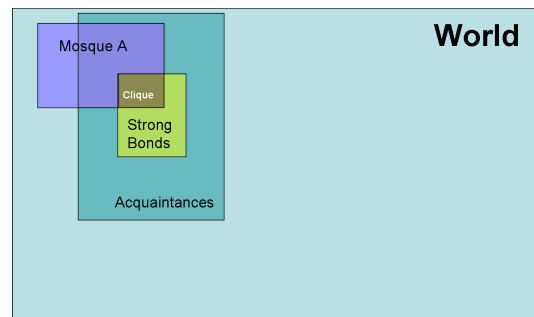 World
Mosque A
Clique
Strong
Bonds
Acquaintances